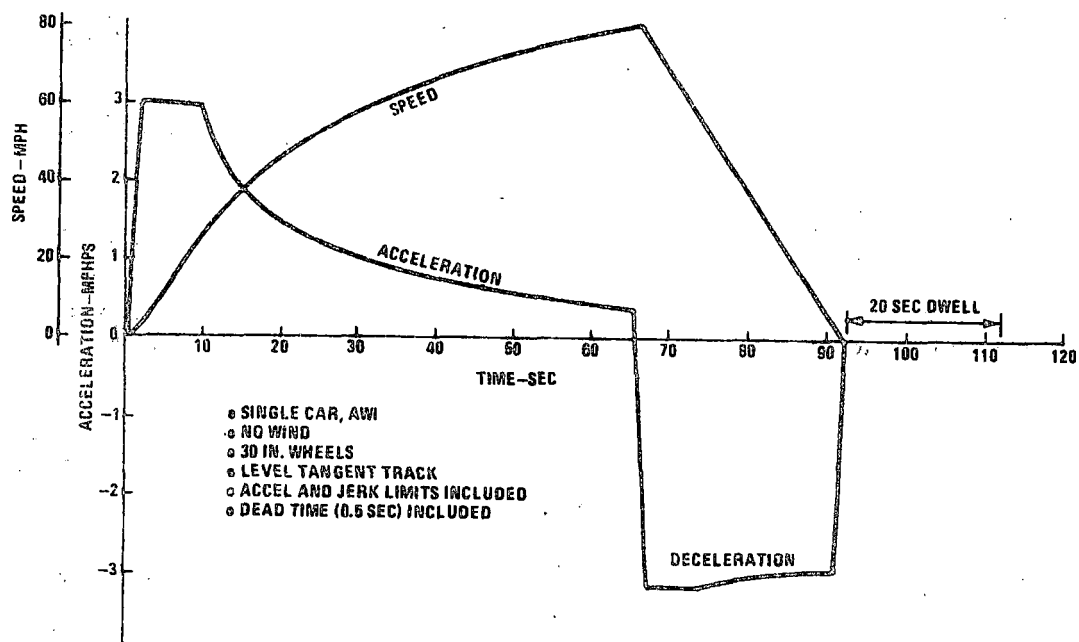 80
60
40
20
0
SPEED–MPH
3
2
1
0
-1
-2
-3
ACCELERATION–MPHPS
SPEED
ACCELERATION
20 SEC DWELL
10 20 30 40 50 60 70 80 90 100 110 120
TIME–SEC
SINGLE CAR, AWI
NO WIND
30 IN. WHEELS
LEVEL TANGENT TRACK
ACCEL AND JERK LIMITS INCLUDED
DEAD TIME (0.5 SEC) INCLUDED
DECELERATION